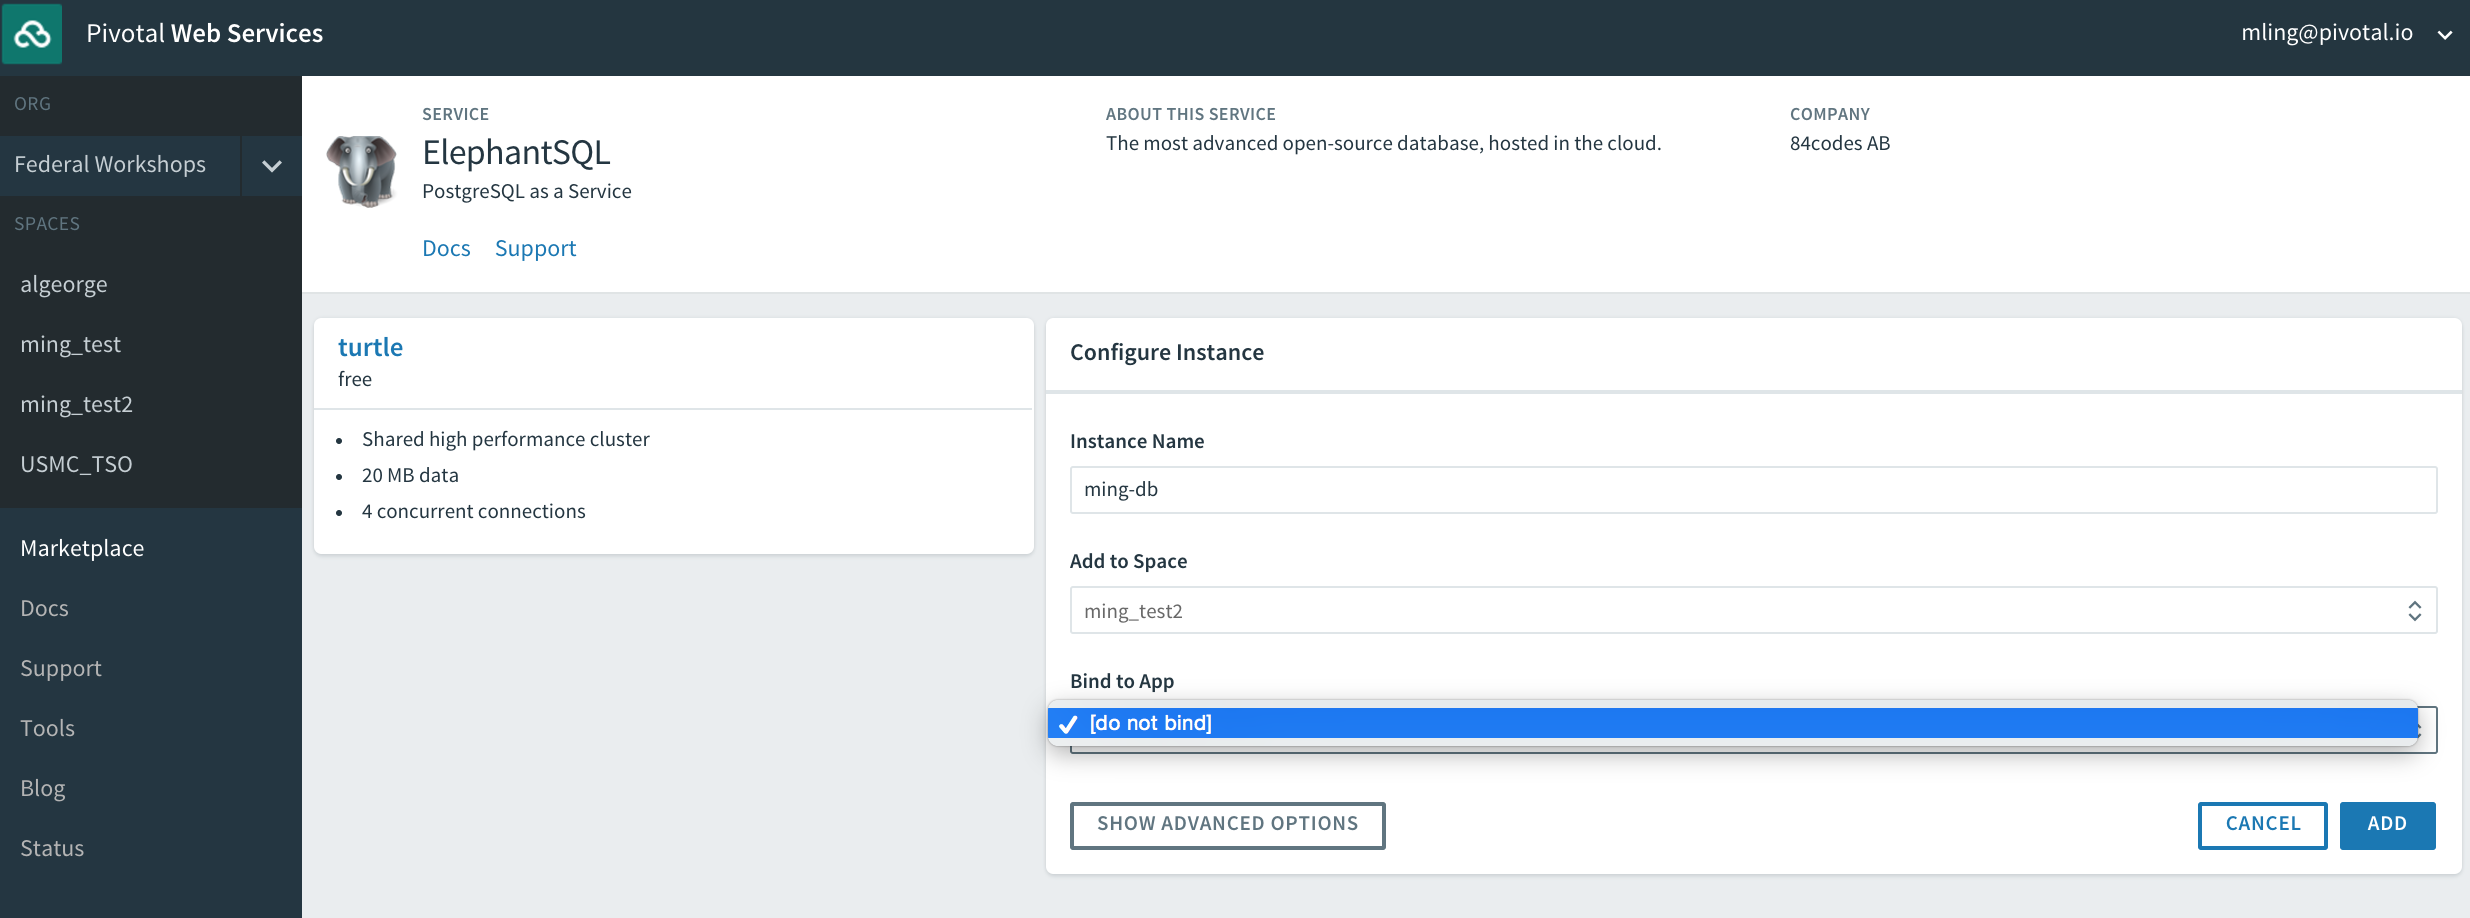 Pivotal Web Services
mling@pivotal.io
ORG
Federal Workshops
SPACES
algeorge
ming_test
ming_test2
USMC_TSO
Marketplace
Docs
Support
Tools
Blog
Status
SERVICE
ElephantSQL
PostgreSQL as a Service
Docs Support
ABOUT THIS SERVICE
The most advanced open-source database, hosted in the cloud.
COMPANY
84codes AB
turtle
free
• Shared high performance cluster
• 20 MB data
• 4 concurrent connections
Configure Instance
Instance Name
ming-db
Add to Space
ming_test2
Bind to App
✓ [do not bind]
SHOW ADVANCED OPTIONS
CANCEL
ADD